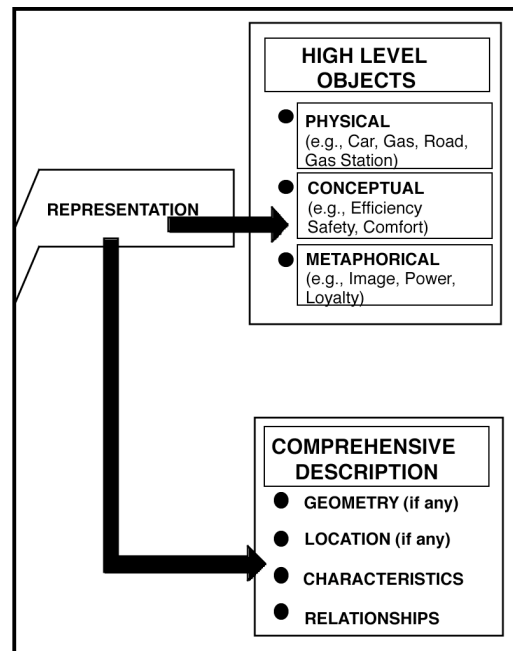 HIGH LEVEL
OBJECTS
PHYSICAL
(e.g., Car, Gas, Road,
Gas Station)
REPRESENTATION
CONCEPTUAL
(e.g., Efficiency
Safety, Comfort)
METAPHORICAL
(e.g., Image, Power,
Loyalty)
COMPREHENSIVE
DESCRIPTION
GEOMETRY (if any)
LOCATION (if any)
CHARACTERISTICS
RELATIONSHIPS